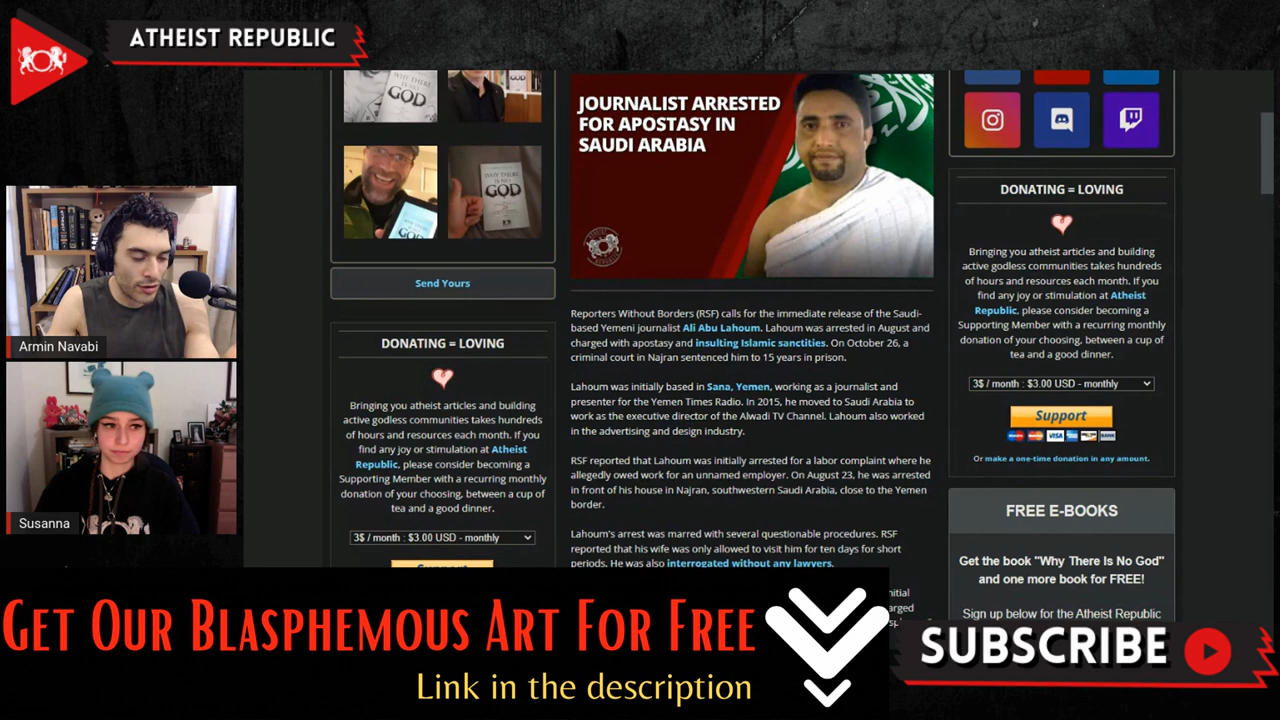 ATHEIST REPUBLIC
GOD
WHY THERE IS NO
GOD
Send Yours
DONATING = LOVING
Bringing you atheist articles and building
active godless communities takes hundreds
of hours and resources each month. If you
find any joy or stimulation at Atheist
Republic, please consider becoming a
Supporting Member with a recurring monthly
donation of your choosing, between a cup of
tea and a good dinner.
3$ / month : $3.00 USD - monthly
Support
JOURNALIST ARRESTED
FOR APOSTASY IN
SAUDI ARABIA
Reporters Without Borders (RSF) calls for the immediate release of the Saudi-
based Yemeni journalist Ali Abu Lahoum. Lahoum was arrested in August and
charged with apostasy and insulting Islamic sanctities. On October 26, a
criminal court in Najran sentenced him to 15 years in prison.
Lahoum was initially based in Sana, Yemen, working as a journalist and
presenter for the Yemen Times Radio. In 2015, he moved to Saudi Arabia to
work as the executive director of the Alwadi TV Channel. Lahoum also worked
in the advertising and design industry.
RSF reported that Lahoum was initially arrested for a labor complaint where he
allegedly owed work for an unnamed employer. On August 23, he was arrested
in front of his house in Najran, southwestern Saudi Arabia, close to the Yemen
border.
Lahoum's arrest was marred with several questionable procedures. RSF
reported that his wife was only allowed to visit him for ten days for short
periods. He was also interrogated without any lawyers.
DONATING = LOVING
Bringing you atheist articles and building
active godless communities takes hundreds
of hours and resources each month. If you
find any joy or stimulation at Atheist
Republic, please consider becoming a
Supporting Member with a recurring monthly
donation of your choosing, between a cup of
tea and a good dinner.
3$ / month : $3.00 USD - monthly
Support
VISA
Or make a one-time donation in any amount.
FREE E-BOOKS
Get the book "Why There Is No God"
and one more book for FREE!
Sign up below for the Atheist Republic
Armin Navabi
Susanna
GET OUR BLASPHEMOUS ART FOR FREE
Link in the description
SUBSCRIBE